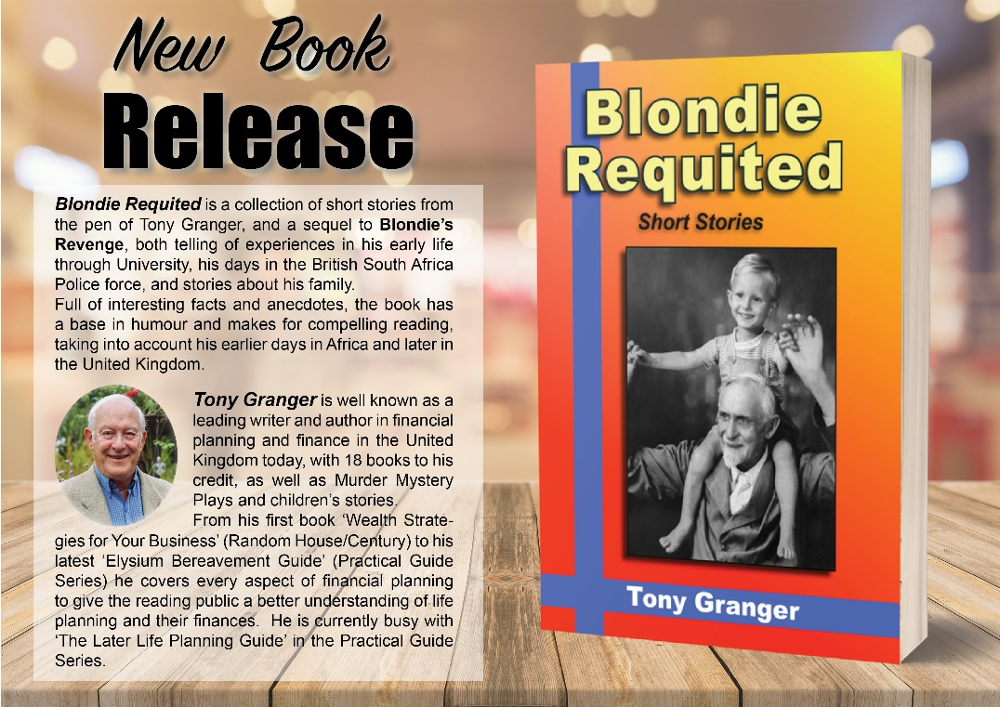 New Book
Release
Blondie Requited is a collection of short stories from
the pen of Tony Granger, and a sequel to Blondie's
Revenge, both telling of experiences in his early life
through University, his days in the British South Africa
Police force, and stories about his family.
Full of interesting facts and anecdotes, the book has
a base in humour and makes for compelling reading,
taking into account his earlier days in Africa and later in
the United Kingdom.
Tony Granger is well known as a
leading writer and author in financial
planning and finance in the United
Kingdom today, with 18 books to his
credit, as well as Murder Mystery
Plays and children's stories.
From his first book ‘Wealth Strate-
gies for Your Business’ (Random House/Century) to his
latest ‘Elysium Bereavement Guide’ (Practical Guide
Series) he covers every aspect of financial planning
to give the reading public a better understanding of life
planning and their finances. He is currently busy with
‘The Later Life Planning Guide’ in the Practical Guide
Series.
Blondie
Requited
Short Stories
Tony Granger